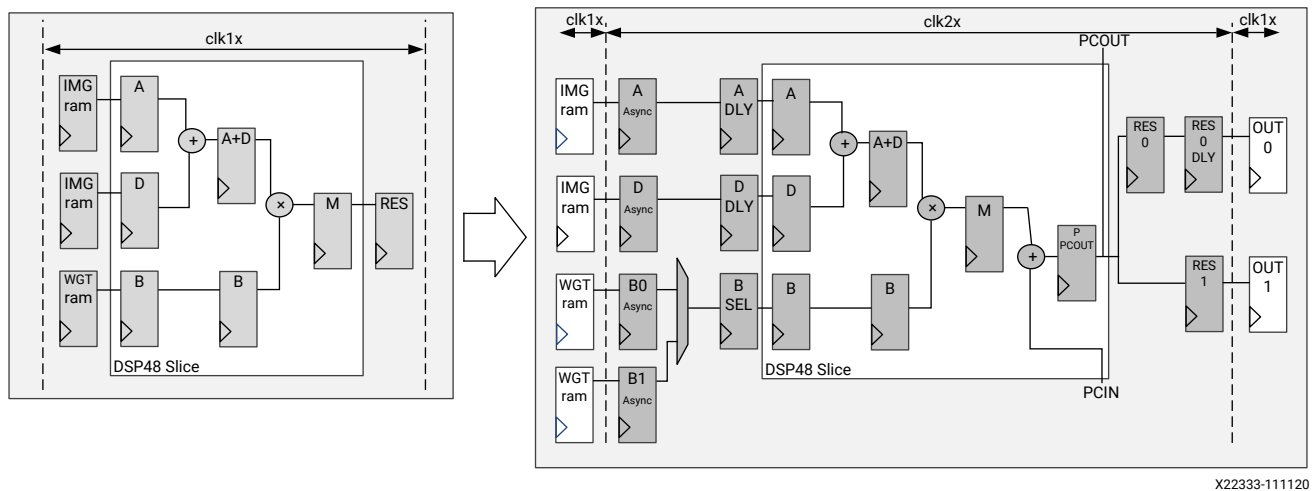 clk1x
IMG
ram
A
+
A+D
IMG
ram
D
×
M
RES
WGT
ram
B
B
DSP48 Slice
clk1x
clk2x
clk1x
PCOUT
IMG
ram
A
Async
A
DLY
A
+
A+D
RES
0
RES
0
DLY
OUT
0
IMG
ram
D
Async
D
DLY
D
×
M
+
P
PCOUT
WGT
ram
B0
Async
B
SEL
B
B
RES
1
OUT
1
WGT
ram
B1
Async
DSP48 Slice
PCIN
X22333-111120